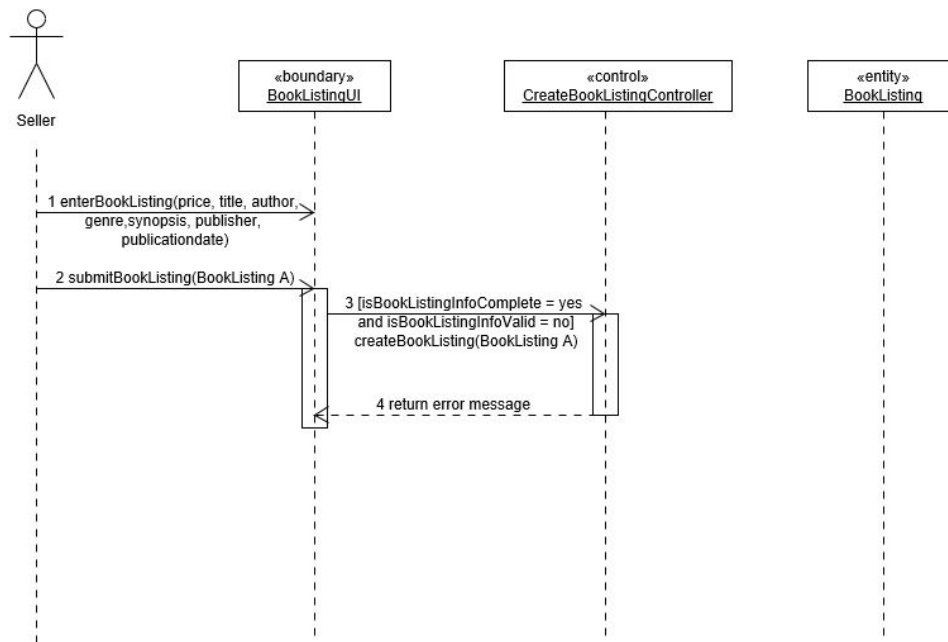 «boundary»
BookListingUI
«control»
CreateBookListingController
«entity»
BookListing
Seller
1 enterBookListing(price, title, author,
genre,synopsis, publisher,
publicationdate)
2 submitBookListing(BookListing A)
3 [isBookListingInfoComplete = yes
and isBookListingInfoValid = no]
createBookListing(BookListing A)
4 return error message